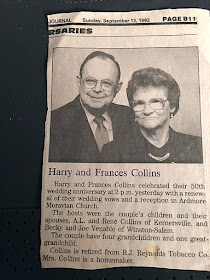 JOURNAL Sunday, September 13, 1992 PAGE B11
RSARIES
Harry and Frances Collins
Harry and Frances Collins celebrated their 50th
wedding anniversary at 2 p.m. yesterday with a renew-
al of their wedding vows and a reception in Ardmore
Moravian Church
The hosts were the couple's children and their
spouses, A.L. and René Collins of Kernersville, and
Becky and Joe Venable of Winston-Salem.
The couple have four grandchildren and one great-
grandchild.
Collins is retired from R.J. Reynolds Tobacco Co.
Mrs. Collins is a homemaker.